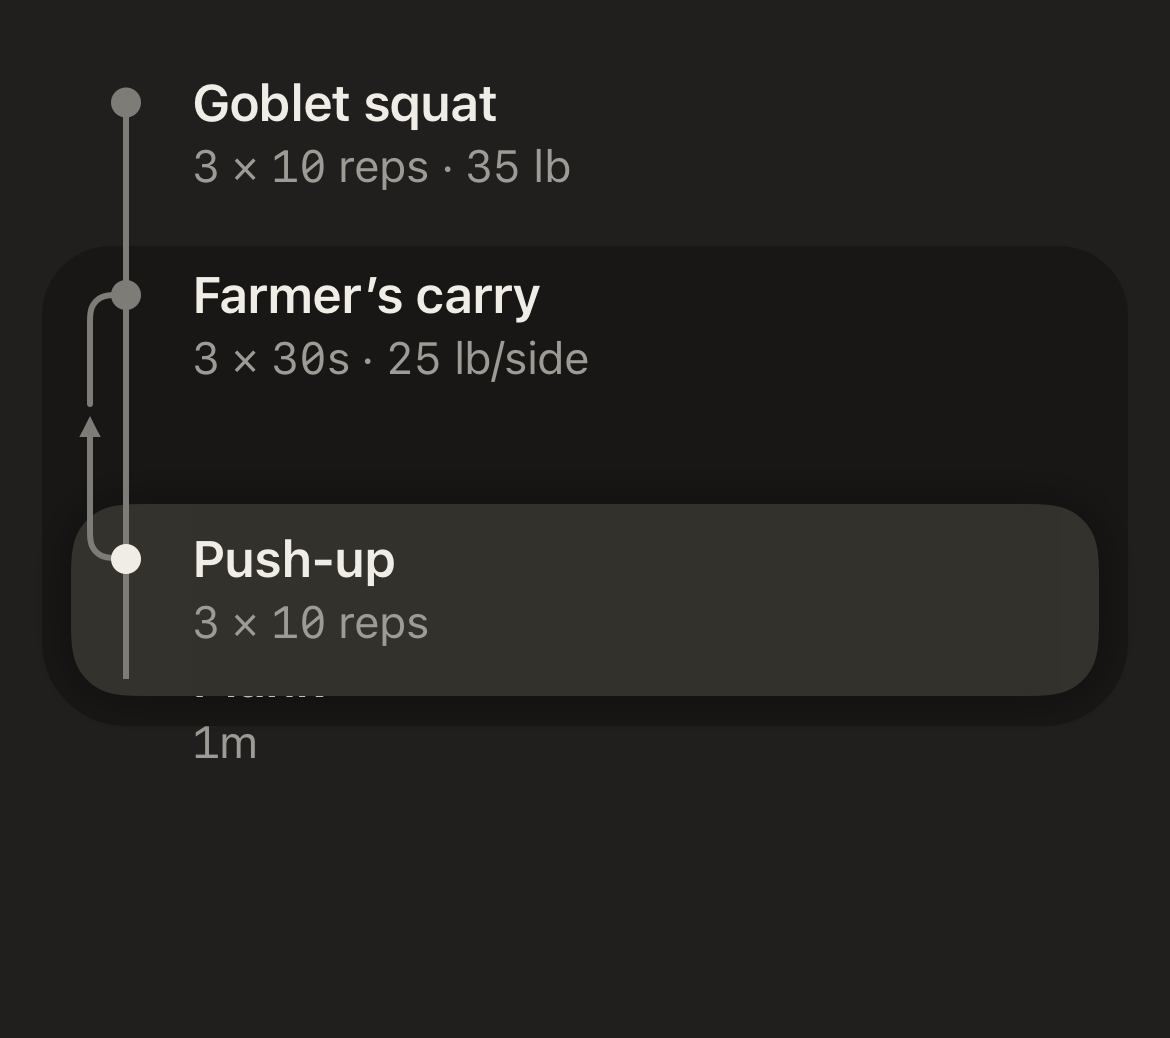 Goblet squat
3 × 10 reps · 35 lb
Farmer’s carry
3 × 30s · 25 lb/side
Push-up
3 × 10 reps
1m